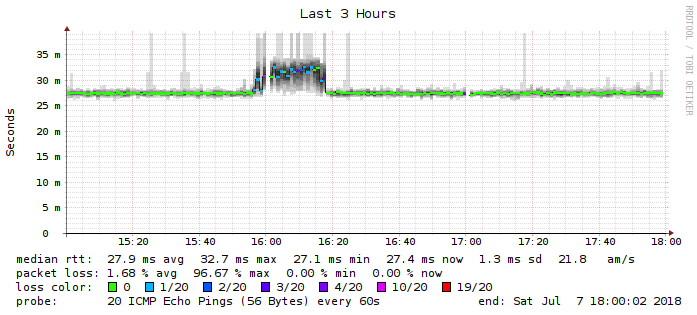 Last 3 Hours
RRDTOOL / TOBI OETIKER
Seconds
35 m
30 m
25 m
20 m
15 m
10 m
5 m
0
15:20 15:40 16:00 16:20 16:40 17:00 17:20 17:40 18:00
median rtt: 27.9 ms avg 32.7 ms max 27.1 ms min 27.4 ms now 1.3 ms sd 21.8 am/s
packet loss: 1.68 % avg 96.67 % max 0.00 % min 0.00 % now
loss color: 0 1/20 2/20 3/20 4/20 10/20 19/20
probe: 20 ICMP Echo Pings (56 Bytes) every 60s end: Sat Jul 7 18:00:02 2018